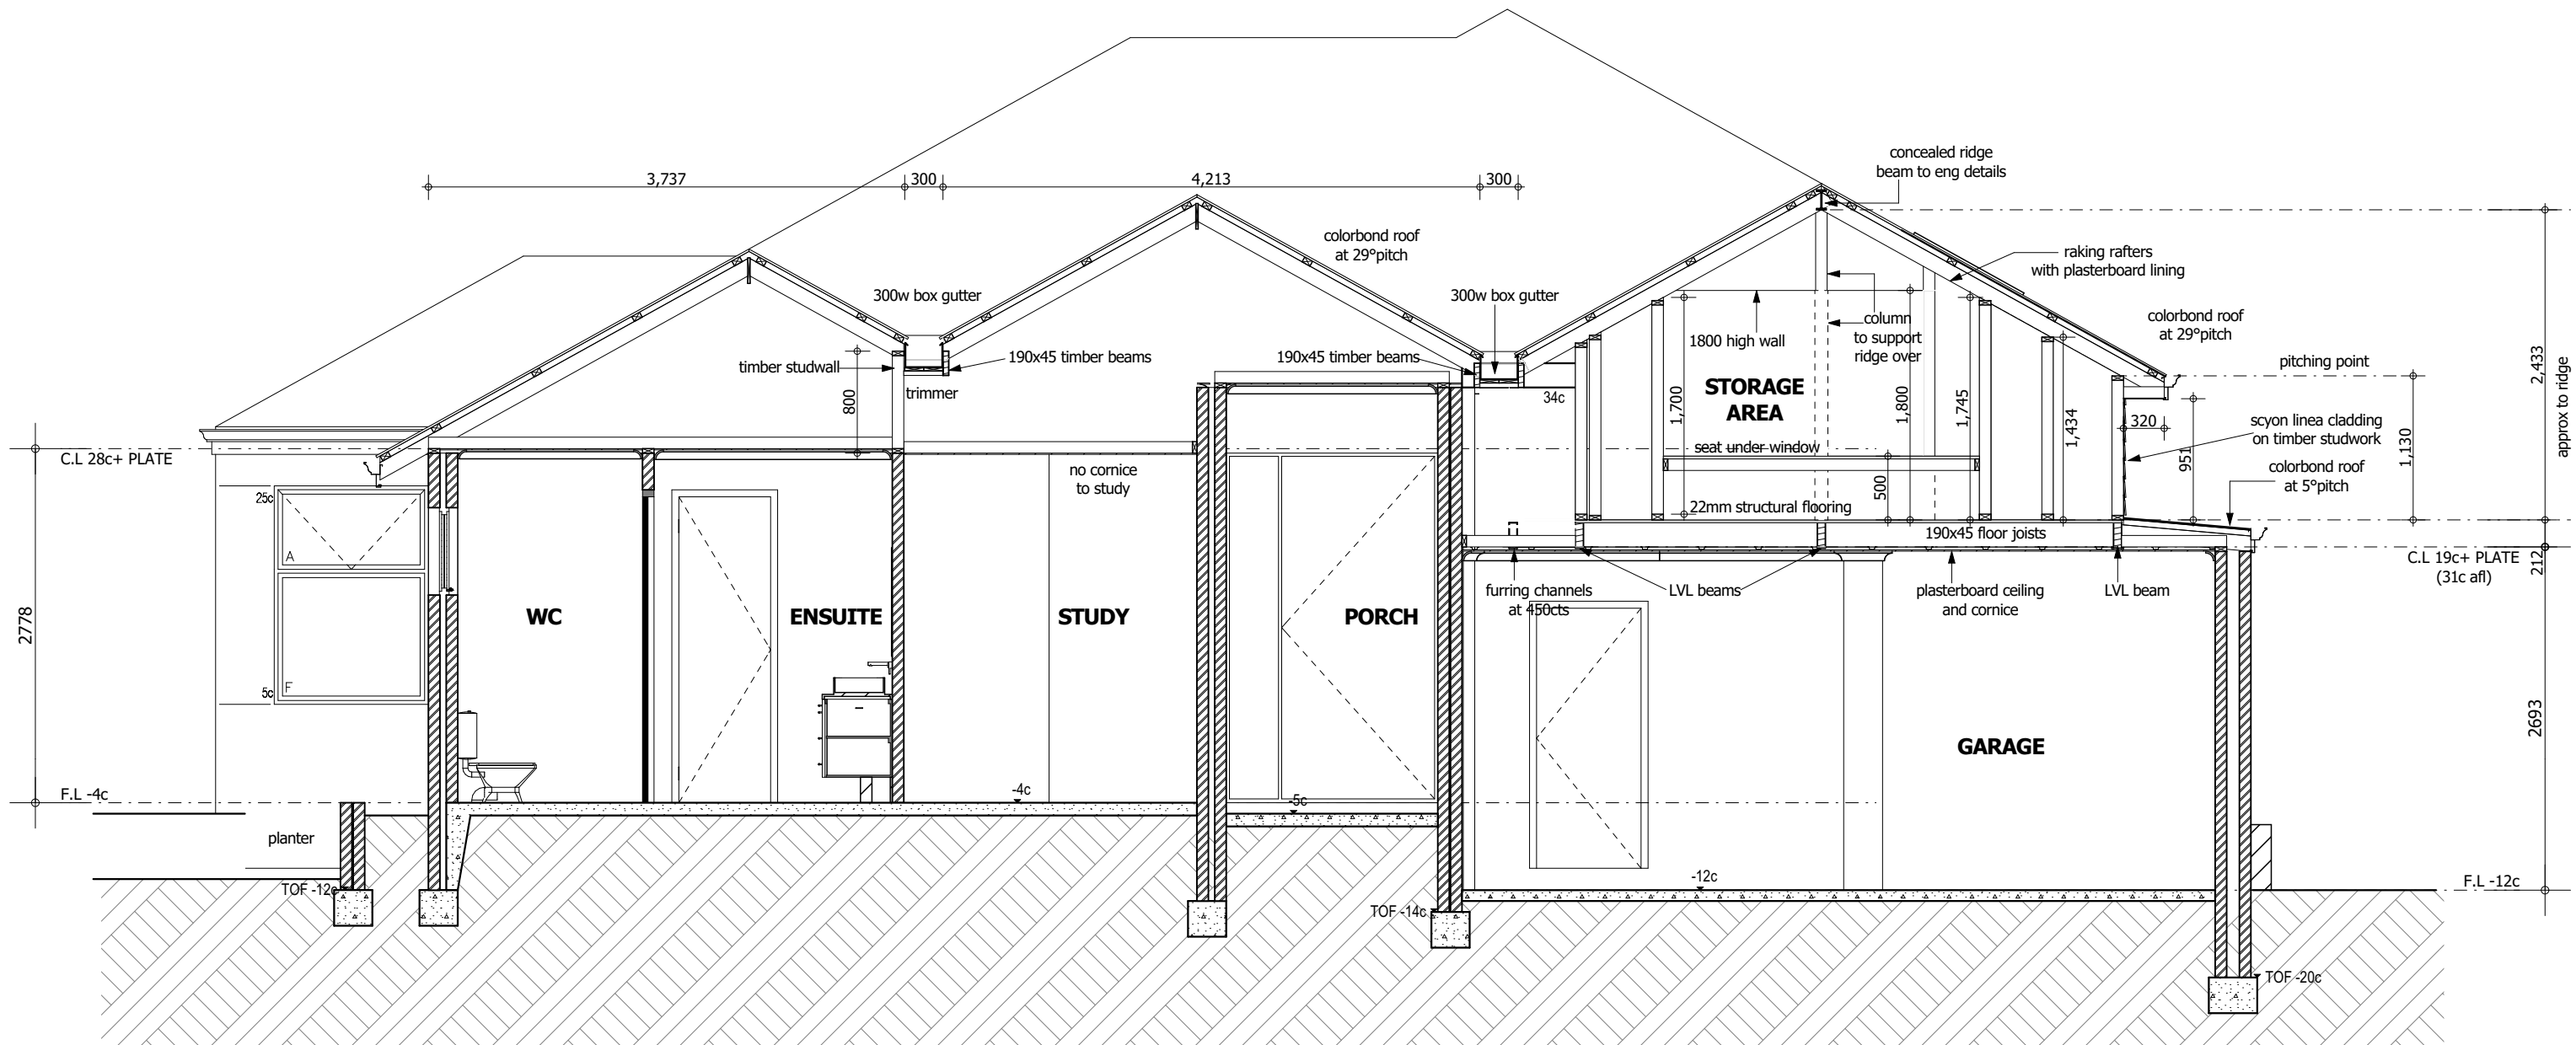 concealed ridge
beam to eng details
3,737
300
4,213
300
colorbond roof
at 29°pitch
raking rafters
with plasterboard lining
300w box gutter
300w box gutter
colorbond roof
at 29°pitch
column
to support
ridge over
1800 high wall
timber studwall
190x45 timber beams
190x45 timber beams
pitching point
2,433
approx to ridge
trimmer
800
34c
STORAGE
AREA
1,700
1,800
1,745
1,434
320
951
1,130
scyon linea cladding
on timber studwork
colorbond roof
at 5°pitch
C.L 28c+ PLATE
no cornice
to study
seat under window
500
22mm structural flooring
190x45 floor joists
25c
A
F
5c
C.L 19c+ PLATE
(31c afl)
212
furring channels
at 450cts
LVL beams
plasterboard ceiling
and cornice
LVL beam
2778
WC
ENSUITE
STUDY
PORCH
GARAGE
2693
F.L -4c
-4c
-5c
planter
TOF -12c
TOF -14c
-12c
F.L -12c
TOF -20c